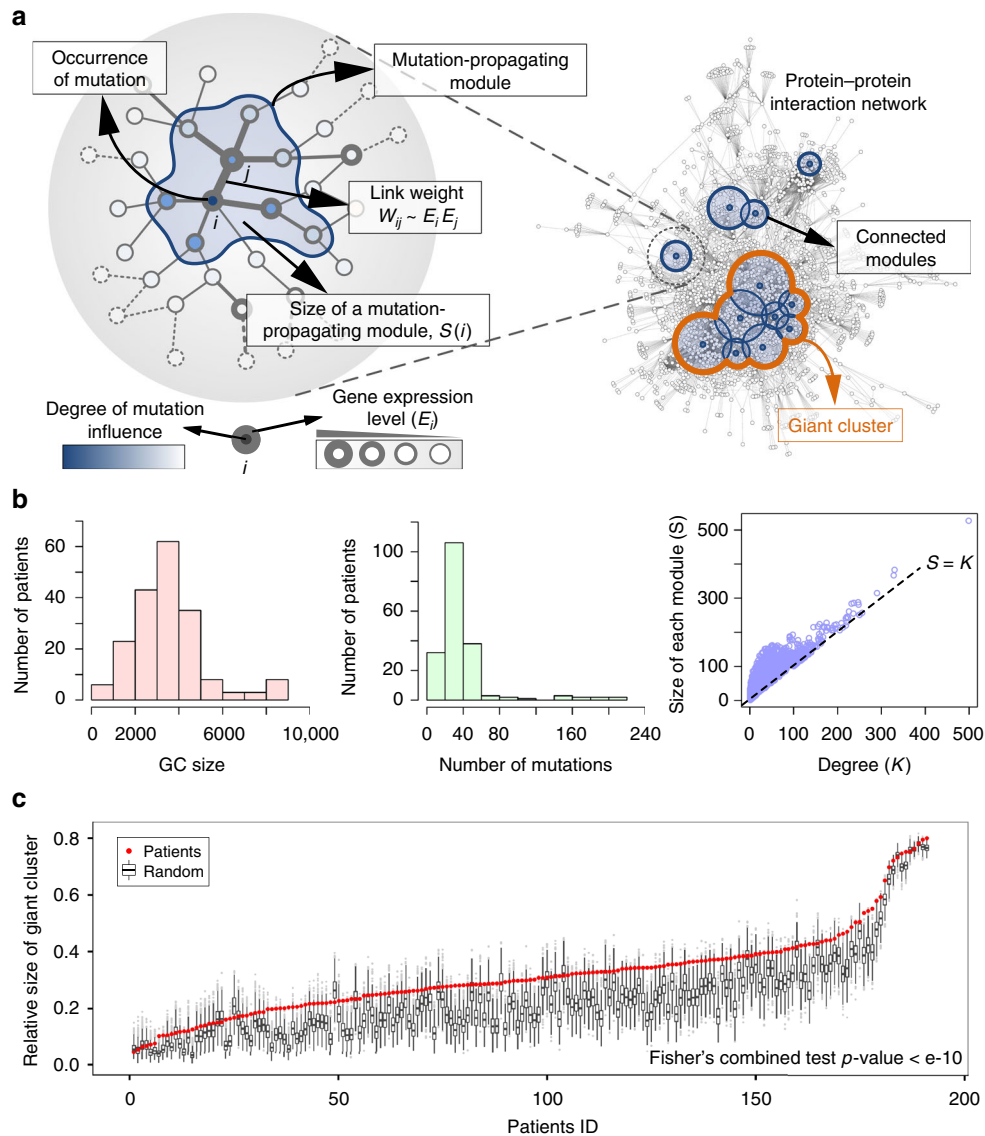 a
Occurrence
of mutation
Mutation-propagating
module
Protein–protein
interaction network
j
i
Link weight
W_ij ~ E_i E_j
Connected
modules
Size of a mutation-
propagating module, S(i)
Giant cluster
Degree of mutation
influence
Gene expression
level (E_i)
i
b
Number of patients
60
40
20
0
0 2000 6000 10,000
GC size
Number of patients
100
60
20
0
0 40 80 160 240
Number of mutations
Size of each module (S)
500
300
100
0
S = K
0 100 200 300 400 500
Degree (K)
c
Relative size of giant cluster
0.8
0.6
0.4
0.2
0.0
Patients
Random
Fisher's combined test p-value < e-10
0 50 100 150 200
Patients ID